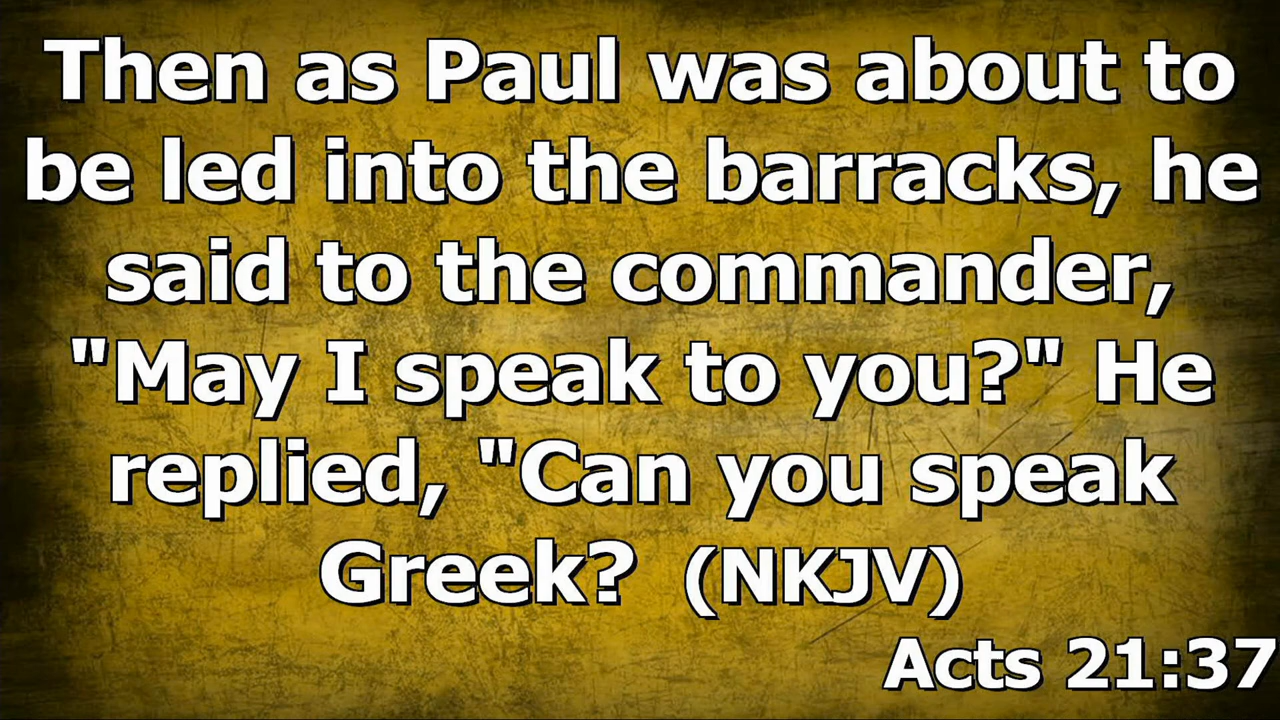 Then as Paul was about to
be led into the barracks, he
said to the commander,
"May I speak to you?" He
replied, "Can you speak
Greek? (NKJV)
Acts 21:37